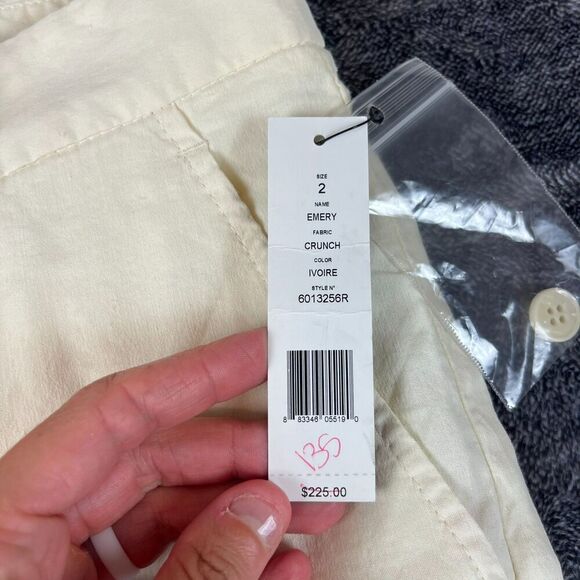 SIZE
2
NAME
EMERY
FABRIC
CRUNCH
COLOR
IVOIRE
STYLE N°
6013256R
8 83346 05519 0
135
$225.00